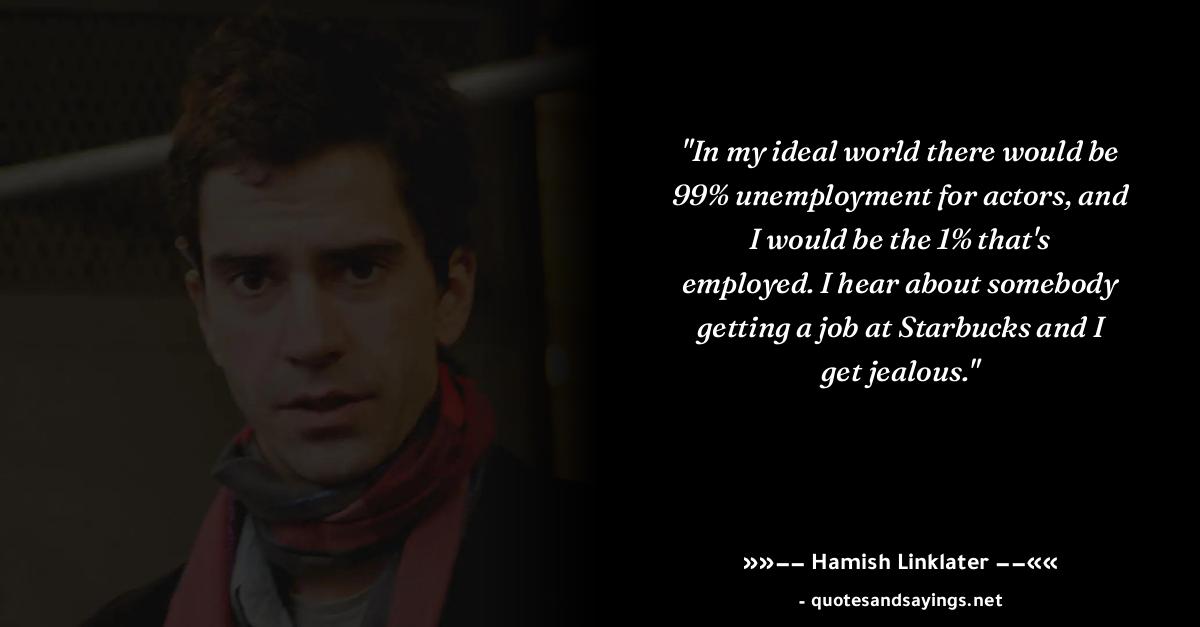 "In my ideal world there would be
99% unemployment for actors, and
I would be the 1% that's
employed. I hear about somebody
getting a job at Starbucks and I
get jealous."
»»–– Hamish Linklater ––««
- quotesandsayings.net